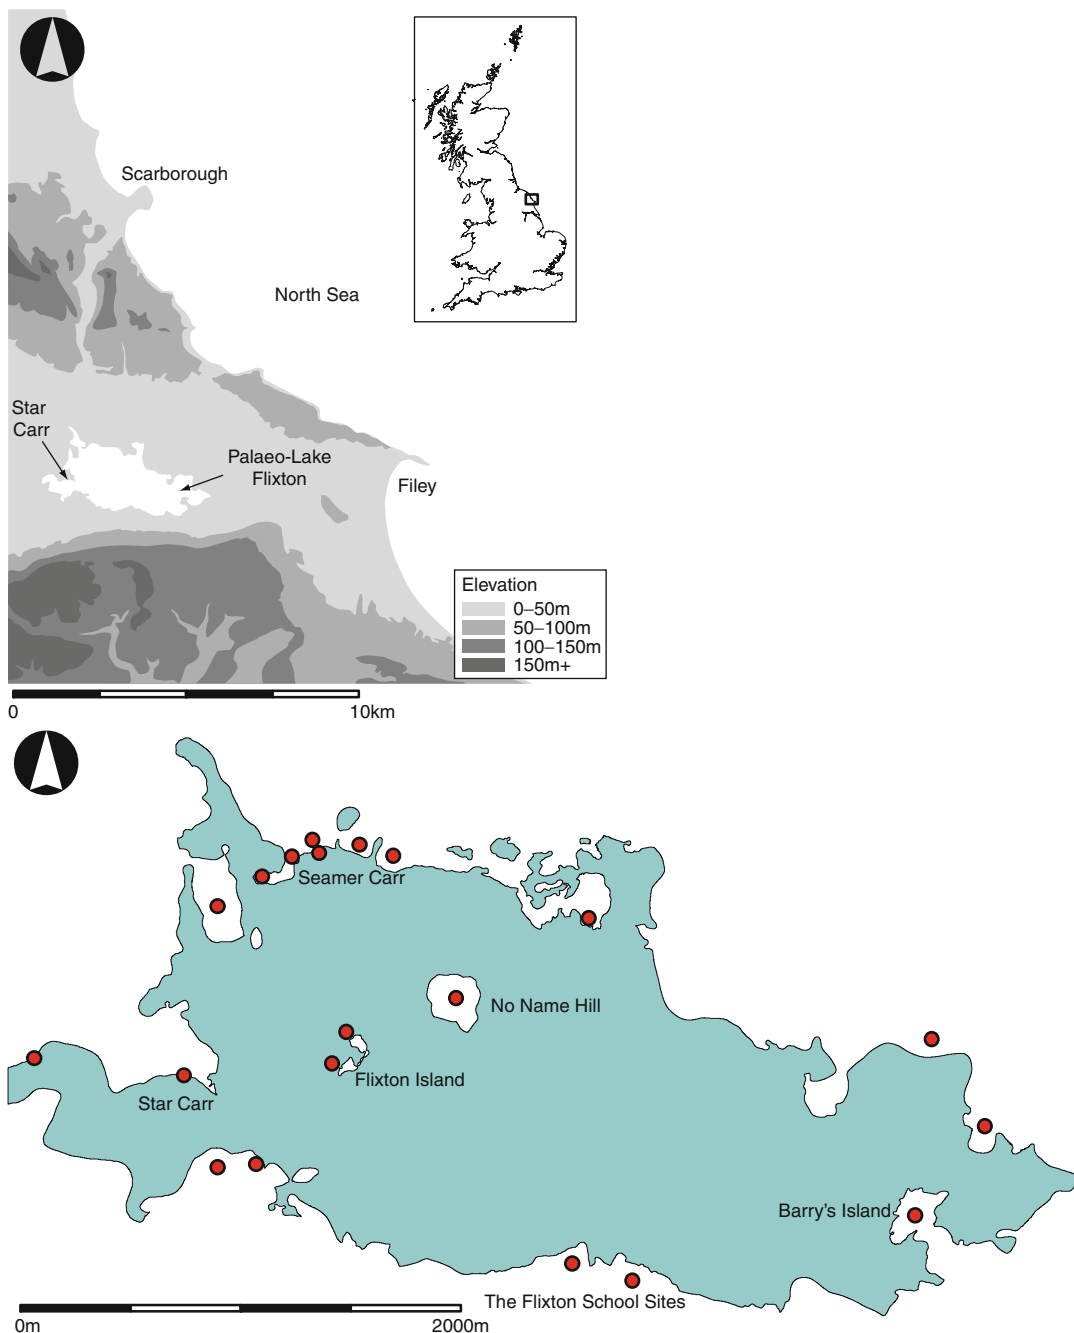 Scarborough
North Sea
Star
Carr
Palaeo-Lake
Flixton
Filey
Elevation
0–50m
50–100m
100–150m
150m+
0
10km
Seamer Carr
No Name Hill
Flixton Island
Star Carr
Barry's Island
The Flixton School Sites
0m
2000m